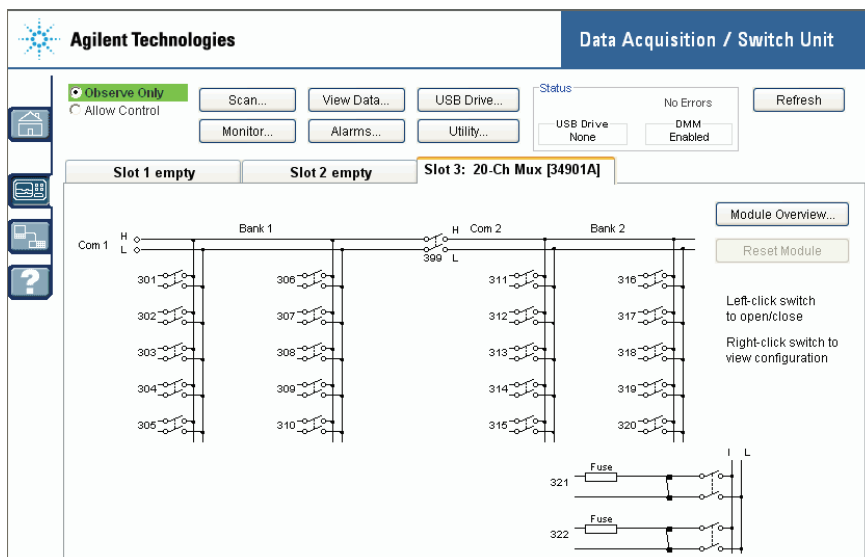 Agilent Technologies
Data Acquisition / Switch Unit
Observe Only
Allow Control
Scan...
View Data...
USB Drive...
Monitor...
Alarms...
Utility...
Status
No Errors
USB Drive
None
DMM
Enabled
Refresh
Slot 1 empty
Slot 2 empty
Slot 3: 20-Ch Mux [34901A]
Module Overview...
Reset Module
Left-click switch
to open/close
Right-click switch to
view configuration
Bank 1
H Com 2
Bank 2
Com 1
H
L
399 L
301
306
311
316
302
307
312
317
303
308
313
318
304
309
314
319
305
310
315
320
I L
321
Fuse
322
Fuse
?